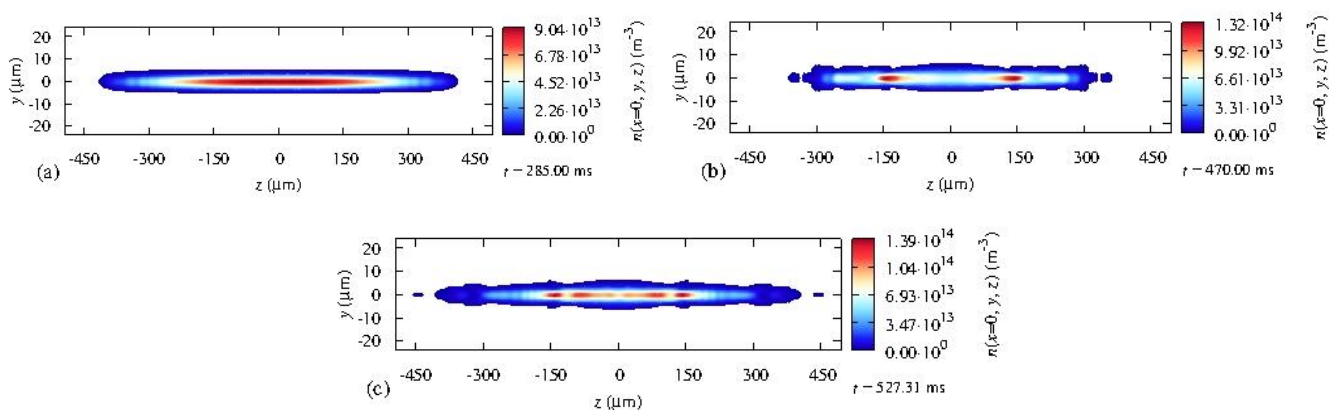 20
10
0
-10
-20
y (μm)
-450 -300 -150 0 150 300 450
z (μm)
(a)
9.04·10^13
6.78·10^13
4.52·10^13
2.26·10^13
0.00·10^0
n(x=0, y, z) (m^-3)
t = 285.00 ms
20
10
0
-10
-20
y (μm)
-450 -300 -150 0 150 300 450
z (μm)
(b)
1.32·10^14
9.92·10^13
6.61·10^13
3.31·10^13
0.00·10^0
n(x=0, y, z) (m^-3)
t = 470.00 ms
20
10
0
-10
-20
y (μm)
-450 -300 -150 0 150 300 450
z (μm)
(c)
1.39·10^14
1.04·10^14
6.93·10^13
3.47·10^13
0.00·10^0
n(x=0, y, z) (m^-3)
t = 527.31 ms